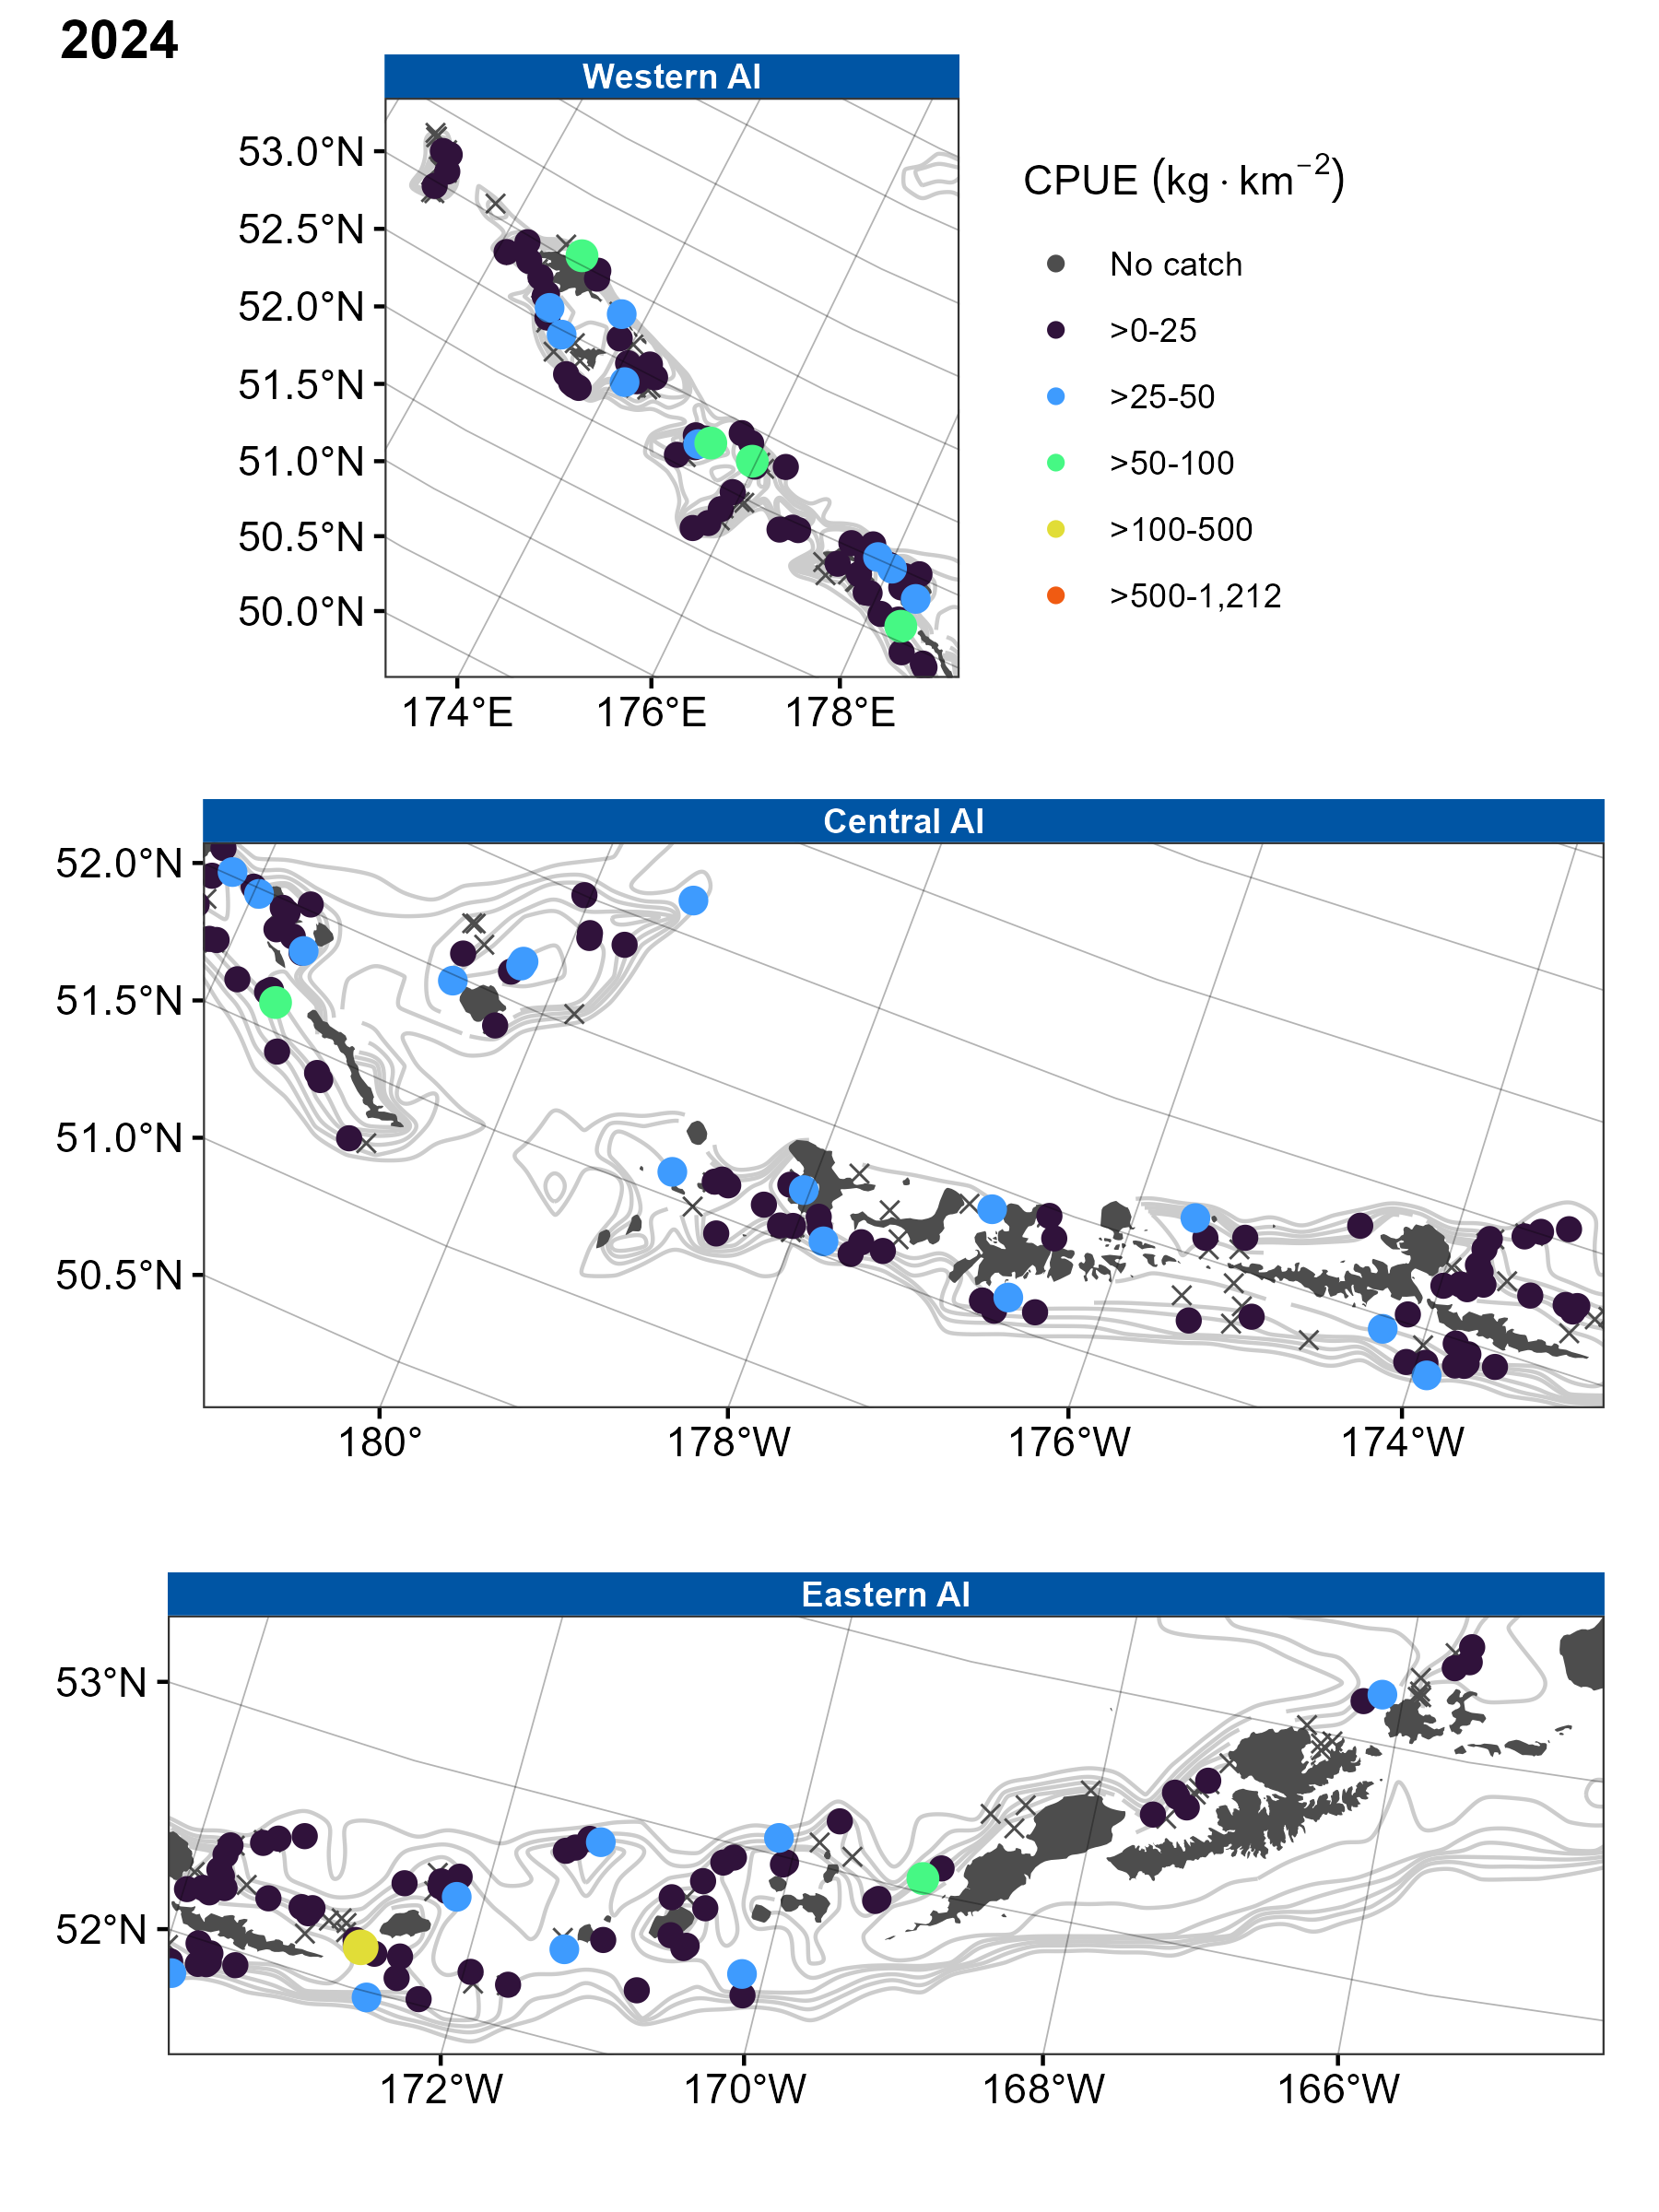 2024
Western AI
53.0°N
52.5°N
52.0°N
51.5°N
51.0°N
50.5°N
50.0°N
174°E 176°E 178°E
CPUE (kg · km−2)
No catch
>0-25
>25-50
>50-100
>100-500
>500-1,212
Central AI
52.0°N
51.5°N
51.0°N
50.5°N
180° 178°W 176°W 174°W
Eastern AI
53°N
52°N
172°W 170°W 168°W 166°W